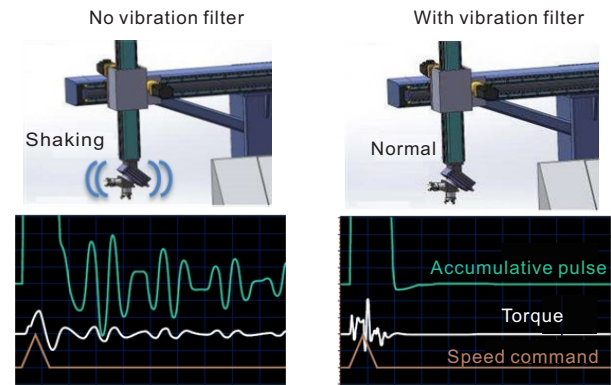 No vibration filter
With vibration filter
Shaking
Normal
Accumulative pulse
Torque
Speed command